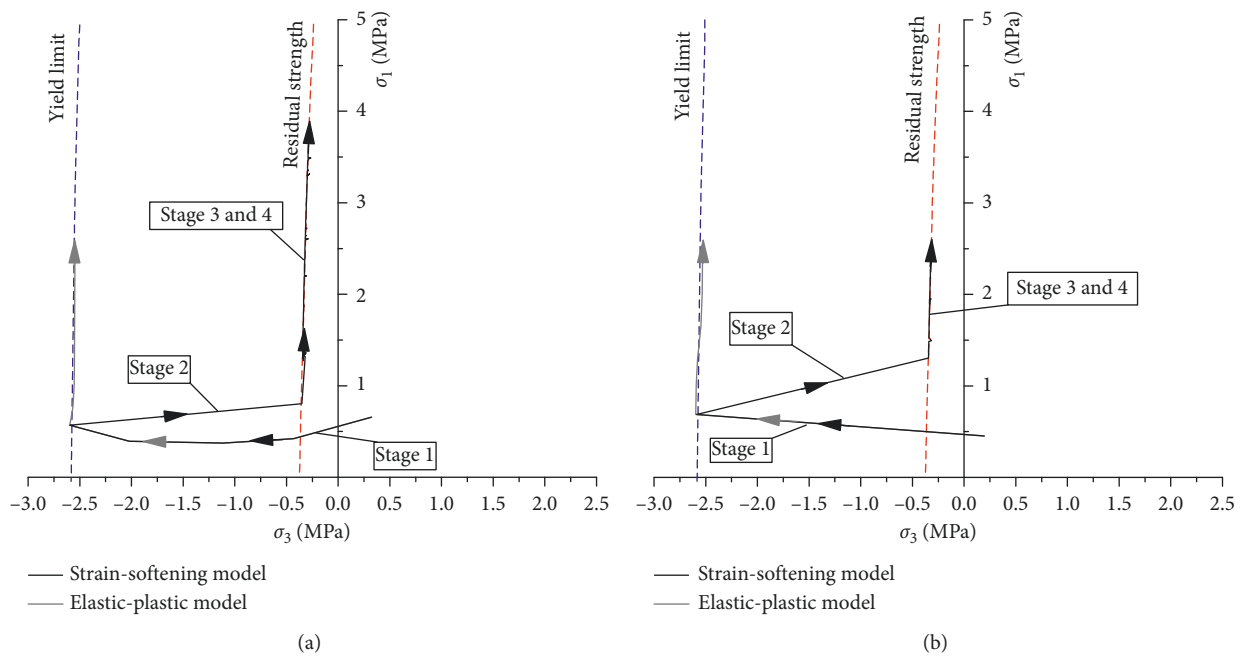 Yield limit
Residual strength
σ1 (MPa)
5
4
3
2
1
Stage 3 and 4
Stage 2
Stage 1
−3.0 −2.5 −2.0 −1.5 −1.0 −0.5 0.0 0.5 1.0 1.5 2.0 2.5
σ3 (MPa)
Strain-softening model
Elastic-plastic model
(a)
Yield limit
Residual strength
σ1 (MPa)
5
4
3
2
1
Stage 3 and 4
Stage 2
Stage 1
−3.0 −2.5 −2.0 −1.5 −1.0 −0.5 0.0 0.5 1.0 1.5 2.0 2.5
σ3 (MPa)
Strain-softening model
Elastic-plastic model
(b)